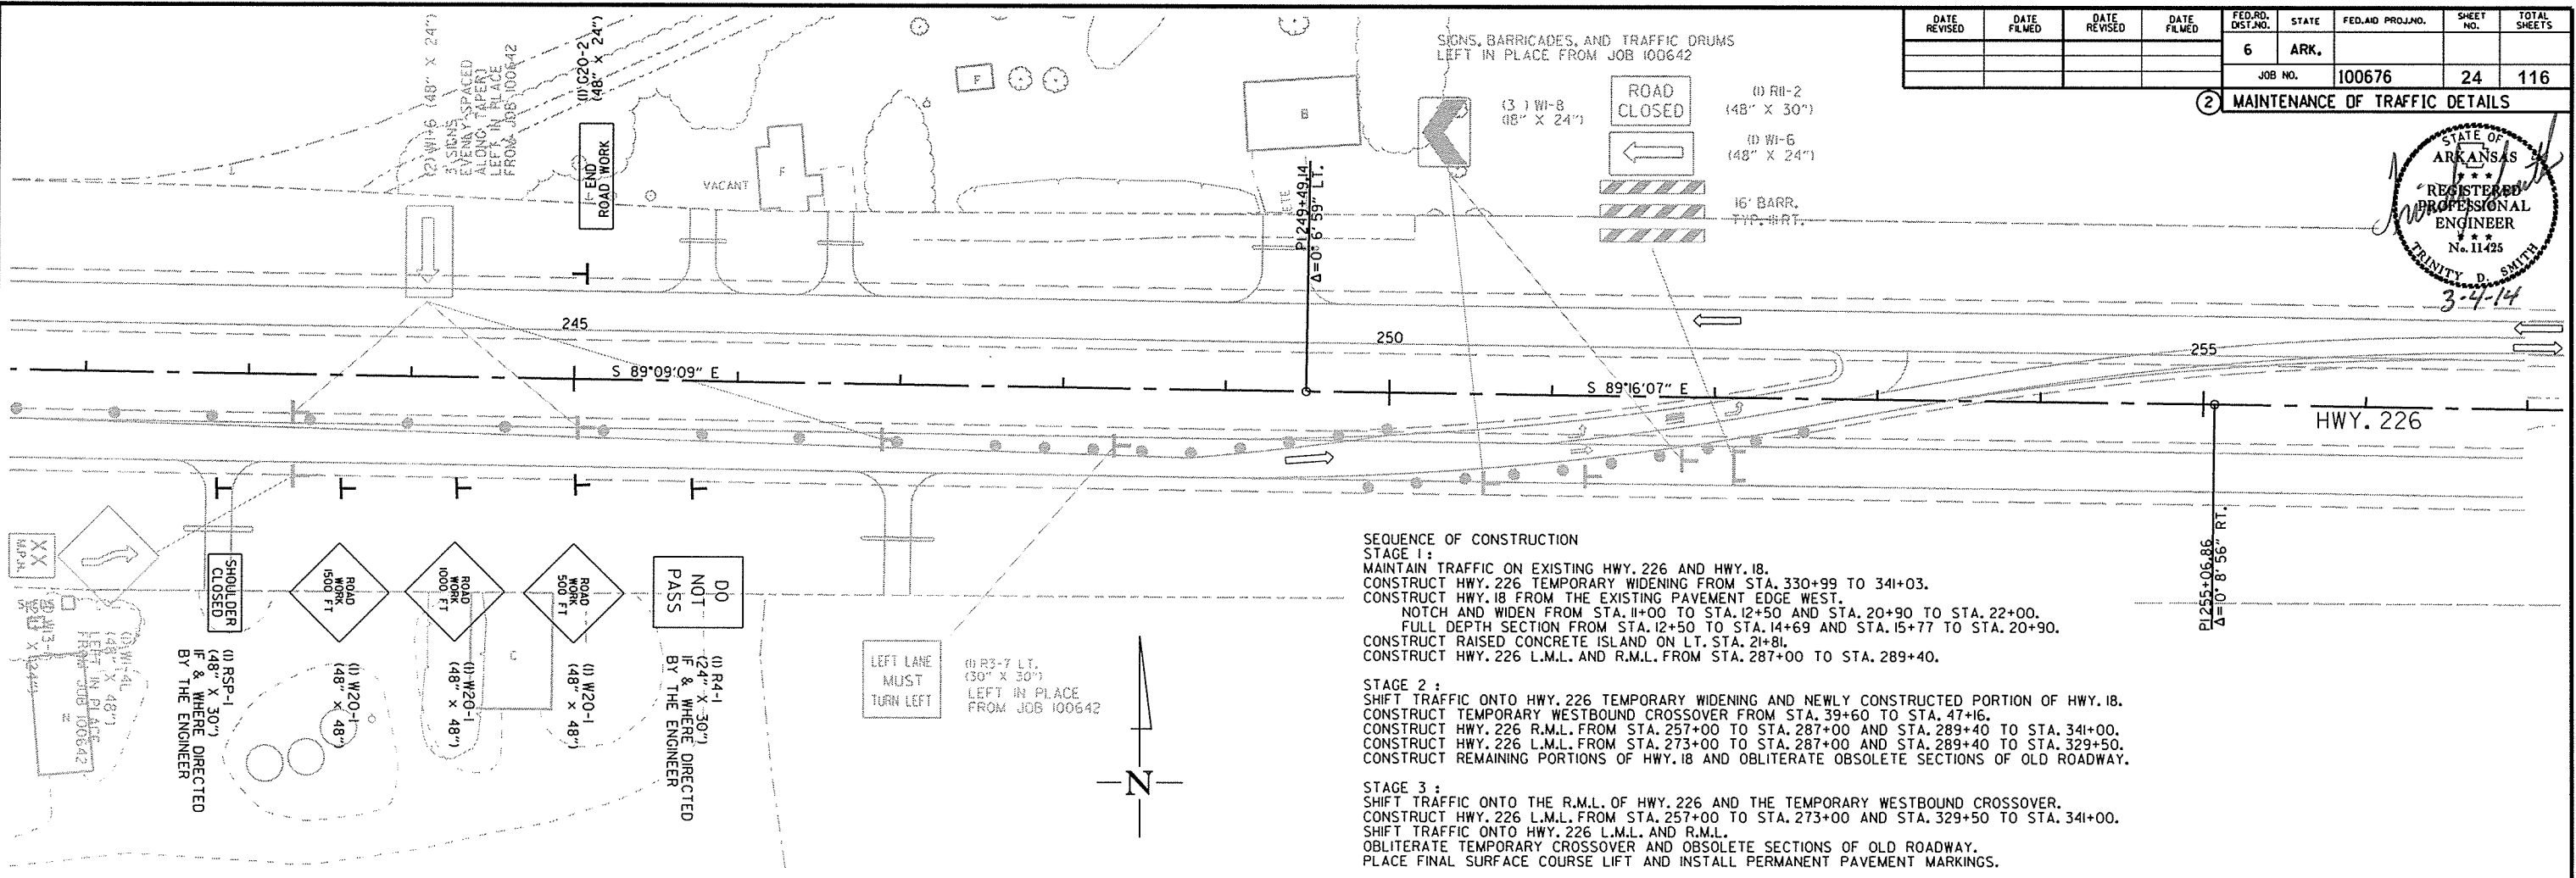 DATE REVISED
DATE FILMED
DATE REVISED
DATE FILMED
FED.RD. DIST.NO.
STATE
FED.AID PROJ.NO.
SHEET NO.
TOTAL SHEETS
6
ARK.
JOB NO.
100676
24
116
② MAINTENANCE OF TRAFFIC DETAILS
STATE OF
ARKANSAS
REGISTERED
PROFESSIONAL
ENGINEER
No. 11425
TRINITY D. SMITH
3-4-14
(2) W1-6 (48" X 24")
SIGNS
EVENLY SPACED
ALONG TAPER)
LEFT IN PLACE
FROM JOB 100642
(1) G20-2
(48" X 24")
END
ROAD WORK
VACANT
F
F
B
SIGNS, BARRICADES, AND TRAFFIC DRUMS
LEFT IN PLACE FROM JOB 100642
(3 ) W1-8
(18" X 24")
ROAD
CLOSED
(1) R11-2
(48" X 30")
(1) W1-6
(48" X 24")
16' BARR.
TYP. III RT.
PI 249+49.14
Δ=0° 6' 59" LT.
245
250
255
S 89°09'09" E
S 89°16'07" E
HWY. 226
PI 255+06.86
Δ=0° 8' 56" RT.
XX
M.P.H.
(1) W1-4L
(48" X 48")
LEFT IN PLACE
FROM JOB 100642
SHOULDER
CLOSED
(1) RSP-1
(48" X 30")
IF & WHERE DIRECTED
BY THE ENGINEER
ROAD
WORK
1500 FT
(1) W20-1
(48" X 48")
ROAD
WORK
1000 FT
(1) W20-1
(48" X 48")
C
ROAD
WORK
500 FT
(1) W20-1
(48" X 48")
DO
NOT
PASS
(1) R4-1
(24" X 30")
IF & WHERE DIRECTED
BY THE ENGINEER
LEFT LANE
MUST
TURN LEFT
(1) R3-7 LT.
(30" X 30")
LEFT IN PLACE
FROM JOB 100642
N
SEQUENCE OF CONSTRUCTION
STAGE 1 :
MAINTAIN TRAFFIC ON EXISTING HWY. 226 AND HWY. 18.
CONSTRUCT HWY. 226 TEMPORARY WIDENING FROM STA. 330+99 TO 341+03.
CONSTRUCT HWY. 18 FROM THE EXISTING PAVEMENT EDGE WEST.
NOTCH AND WIDEN FROM STA. 11+00 TO STA. 12+50 AND STA. 20+90 TO STA. 22+00.
FULL DEPTH SECTION FROM STA. 12+50 TO STA. 14+69 AND STA. 15+77 TO STA. 20+90.
CONSTRUCT RAISED CONCRETE ISLAND ON LT. STA. 21+81.
CONSTRUCT HWY. 226 L.M.L. AND R.M.L. FROM STA. 287+00 TO STA. 289+40.
STAGE 2 :
SHIFT TRAFFIC ONTO HWY. 226 TEMPORARY WIDENING AND NEWLY CONSTRUCTED PORTION OF HWY. 18.
CONSTRUCT TEMPORARY WESTBOUND CROSSOVER FROM STA. 39+60 TO STA. 47+16.
CONSTRUCT HWY. 226 R.M.L. FROM STA. 257+00 TO STA. 287+00 AND STA. 289+40 TO STA. 341+00.
CONSTRUCT HWY. 226 L.M.L. FROM STA. 273+00 TO STA. 287+00 AND STA. 289+40 TO STA. 329+50.
CONSTRUCT REMAINING PORTIONS OF HWY. 18 AND OBLITERATE OBSOLETE SECTIONS OF OLD ROADWAY.
STAGE 3 :
SHIFT TRAFFIC ONTO THE R.M.L. OF HWY. 226 AND THE TEMPORARY WESTBOUND CROSSOVER.
CONSTRUCT HWY. 226 L.M.L. FROM STA. 257+00 TO STA. 273+00 AND STA. 329+50 TO STA. 341+00.
SHIFT TRAFFIC ONTO HWY. 226 L.M.L. AND R.M.L.
OBLITERATE TEMPORARY CROSSOVER AND OBSOLETE SECTIONS OF OLD ROADWAY.
PLACE FINAL SURFACE COURSE LIFT AND INSTALL PERMANENT PAVEMENT MARKINGS.